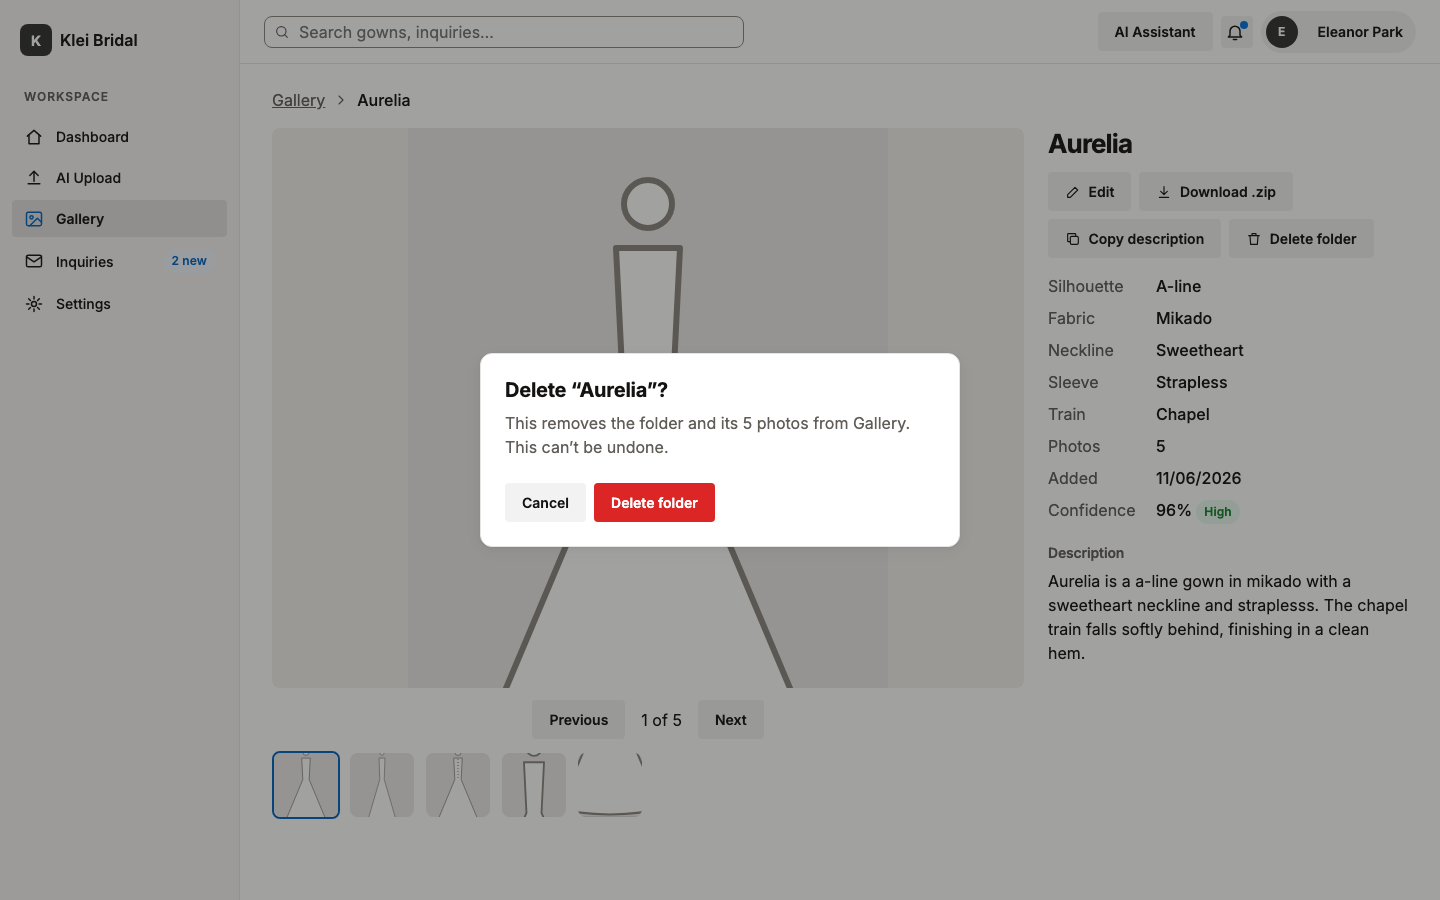 K Klei Bridal
Search gowns, inquiries...
AI Assistant
E Eleanor Park
WORKSPACE
Dashboard
AI Upload
Gallery
Inquiries 2 new
Settings
Gallery > Aurelia
Aurelia
Edit
Download .zip
Copy description
Delete folder
Silhouette A-line
Fabric Mikado
Neckline Sweetheart
Sleeve Strapless
Train Chapel
Photos 5
Added 11/06/2026
Confidence 96% High
Description
Aurelia is a a-line gown in mikado with a
sweetheart neckline and straplesss. The chapel
train falls softly behind, finishing in a clean
hem.
Delete “Aurelia”?
This removes the folder and its 5 photos from Gallery.
This can’t be undone.
Cancel
Delete folder
Previous
1 of 5
Next